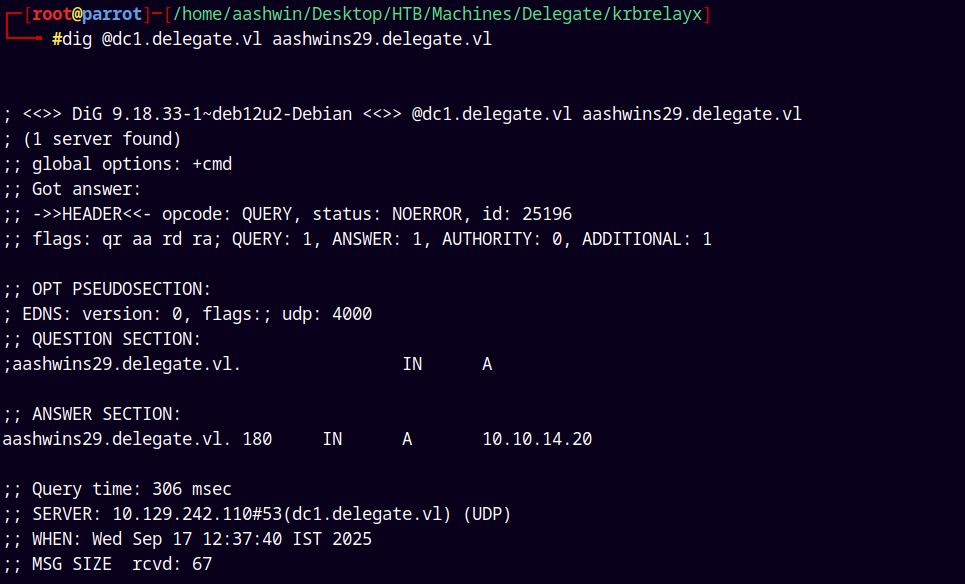 ┌─[root@parrot]─[/home/aashwin/Desktop/HTB/Machines/Delegate/krbrelayx]
└──╼ #dig @dc1.delegate.vl aashwins29.delegate.vl
; <<>> DiG 9.18.33-1~deb12u2-Debian <<>> @dc1.delegate.vl aashwins29.delegate.vl
; (1 server found)
;; global options: +cmd
;; Got answer:
;; ->>HEADER<<- opcode: QUERY, status: NOERROR, id: 25196
;; flags: qr aa rd ra; QUERY: 1, ANSWER: 1, AUTHORITY: 0, ADDITIONAL: 1
;; OPT PSEUDOSECTION:
; EDNS: version: 0, flags:; udp: 4000
;; QUESTION SECTION:
;aashwins29.delegate.vl. IN A
;; ANSWER SECTION:
aashwins29.delegate.vl. 180 IN A 10.10.14.20
;; Query time: 306 msec
;; SERVER: 10.129.242.110#53(dc1.delegate.vl) (UDP)
;; WHEN: Wed Sep 17 12:37:40 IST 2025
;; MSG SIZE rcvd: 67